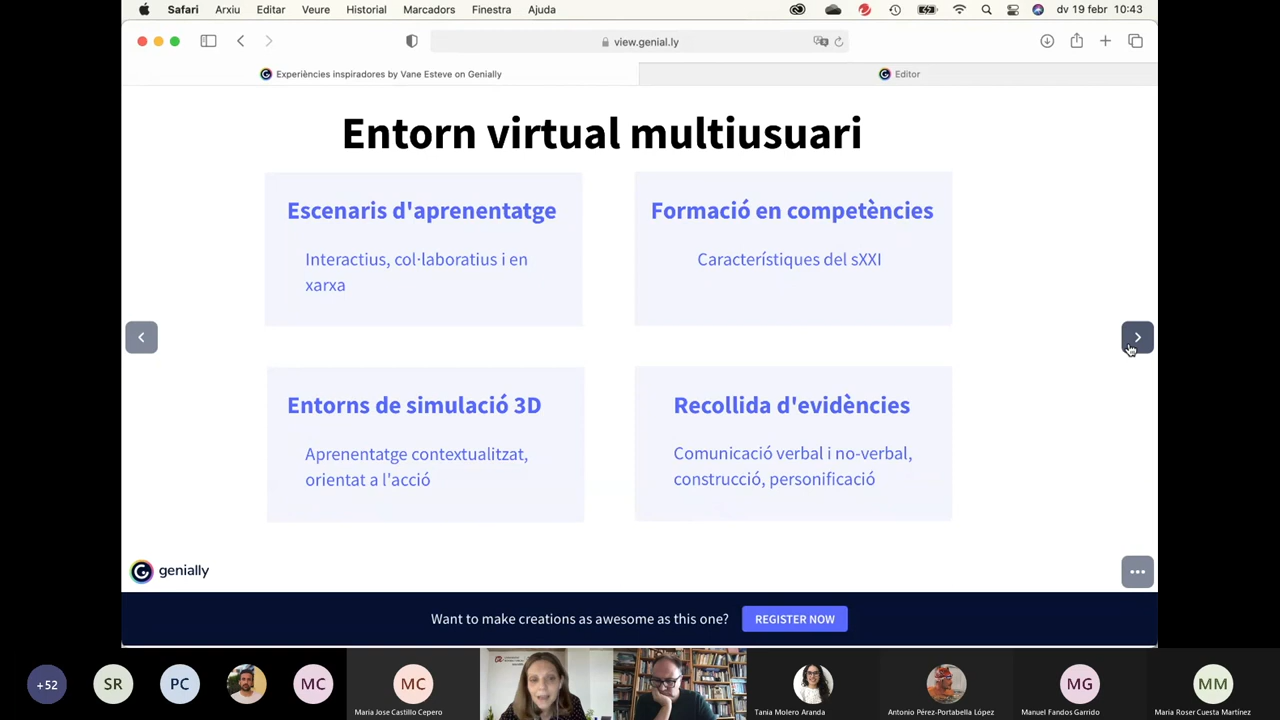 Safari Arxiu Editar Veure Historial Marcadors Finestra Ajuda dv 19 febr 10:43
view.genial.ly
Experiències inspiradores by Vane Esteve on Genially Editor
Entorn virtual multiusuari
Escenaris d'aprenentatge
Interactius, col·laboratius i en
xarxa
Formació en competències
Característiques del sXXI
Entorns de simulació 3D
Aprenentatge contextualitzat,
orientat a l'acció
Recollida d'evidències
Comunicació verbal i no-verbal,
construcció, personificació
genially
Want to make creations as awesome as this one? REGISTER NOW
+52 SR PC MC MC MG MM
Maria Jose Castillo Cepero Tania Molero Aranda Antonio Pérez-Portabella López Manuel Fandos Garrido Maria Roser Cuesta Martínez